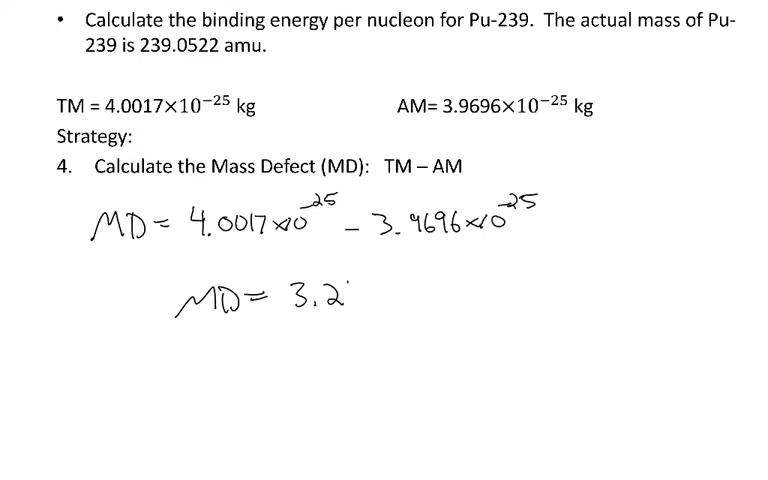 • Calculate the binding energy per nucleon for Pu-239. The actual mass of Pu-
239 is 239.0522 amu.
TM = 4.0017×10⁻²⁵ kg AM= 3.9696×10⁻²⁵ kg
Strategy:
4. Calculate the Mass Defect (MD): TM – AM
MD = 4.0017×10⁻²⁵ – 3.9696×10⁻²⁵
MD = 3.2